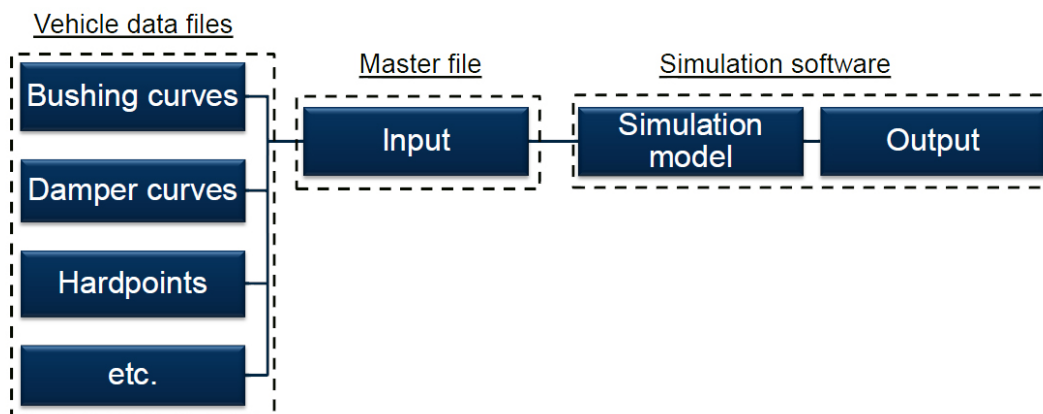 Vehicle data files
Bushing curves
Damper curves
Hardpoints
etc.
Master file
Input
Simulation software
Simulation
model
Output